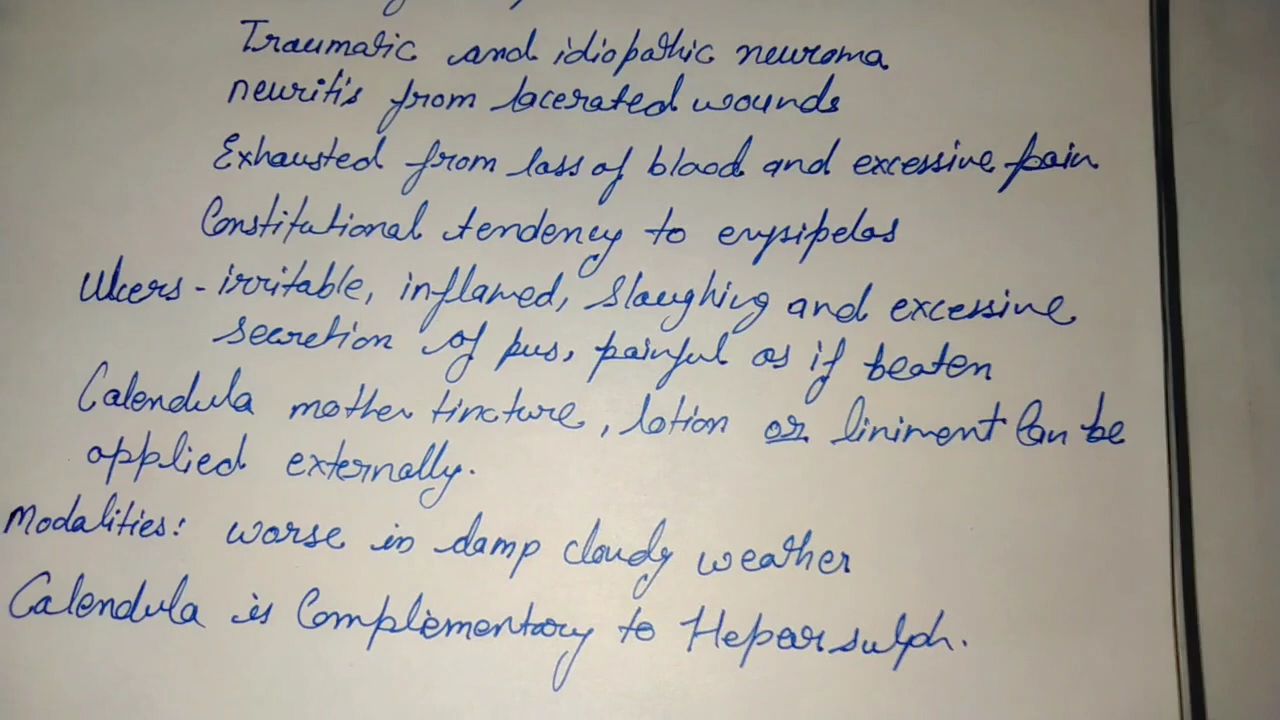 Traumatic and idiopathic neuroma
neuritis from lacerated wounds
Exhausted from loss of blood and excessive pain
Constitutional tendency to erysipelas
Ulcers - irritable, inflamed, sloughing and excessive
secretion of pus, painful as if beaten
Calendula mother tincture, lotion or liniment can be
applied externally.
Modalities: worse in damp cloudy weather
Calendula is complementary to Hepar sulph.